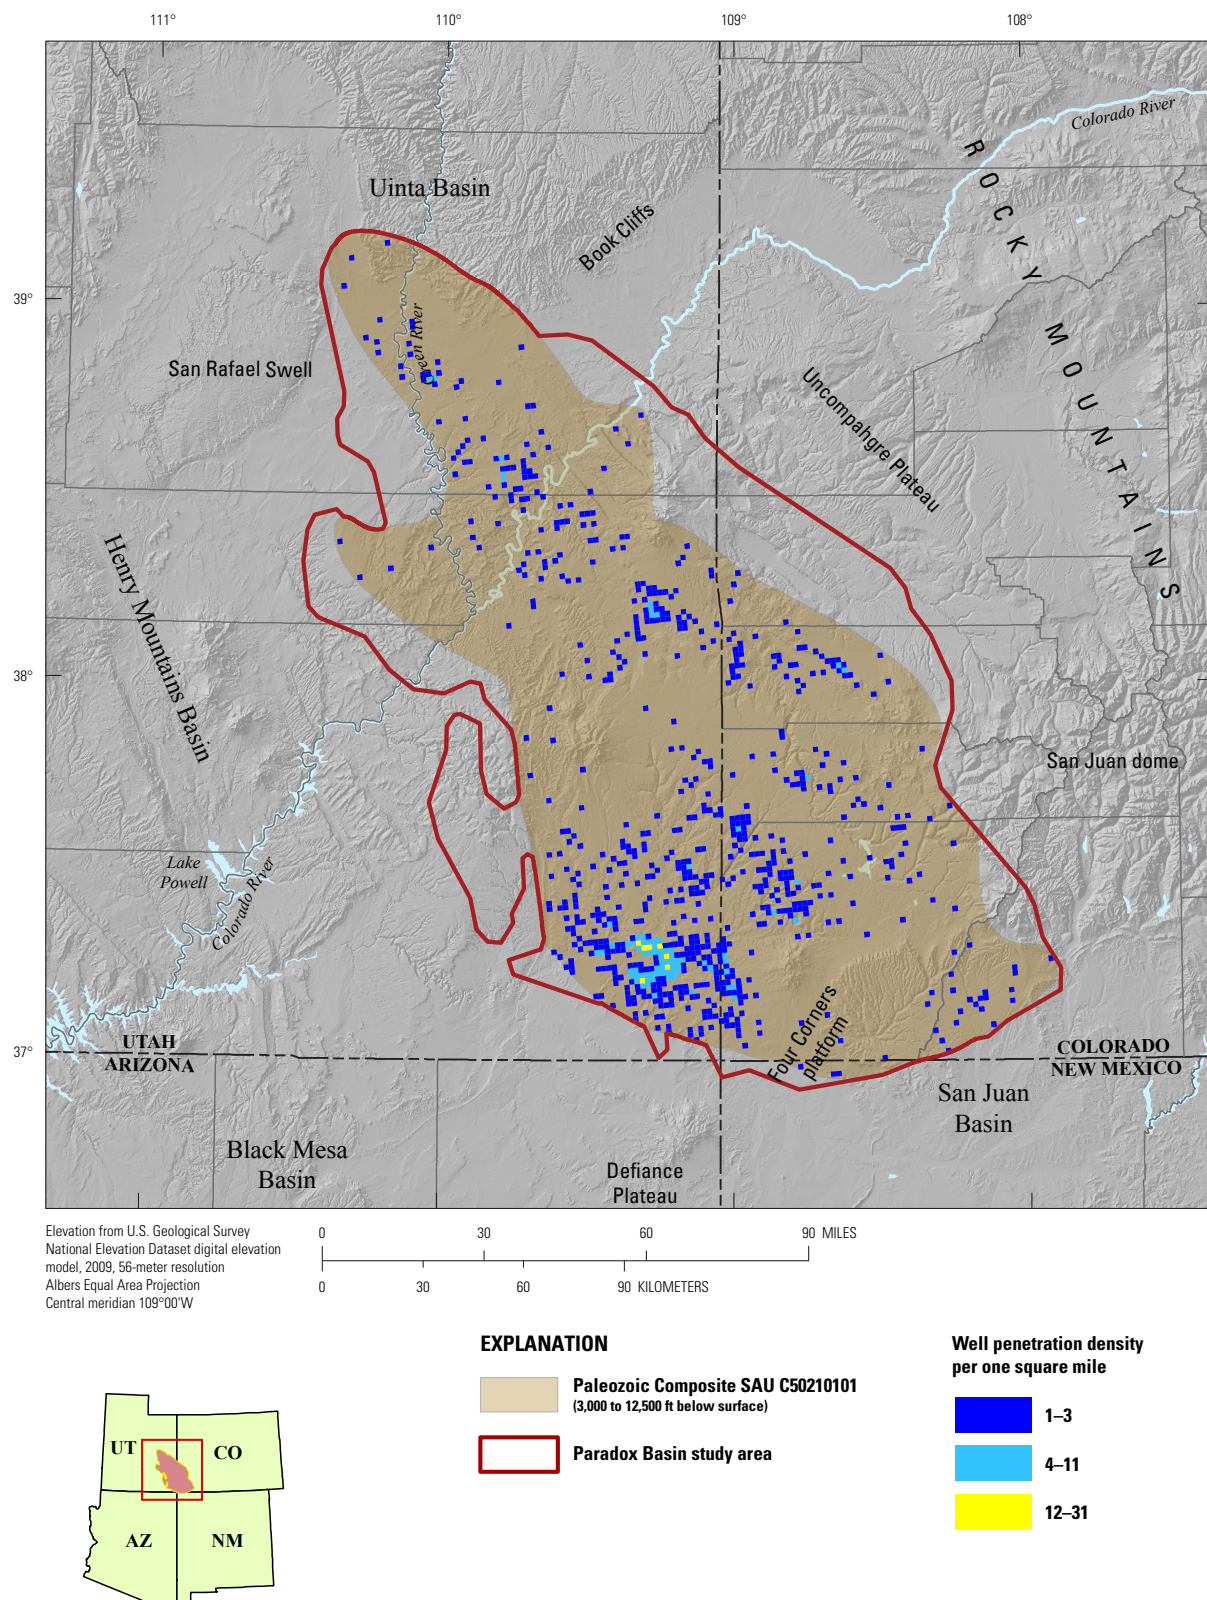 111°
110°
109°
108°
Colorado River
ROCKY MOUNTAINS
Uinta Basin
Book Cliffs
39°
Green River
San Rafael Swell
Uncompahgre Plateau
Henry Mountains Basin
38°
San Juan dome
Lake
Powell
Colorado River
Four Corners
platform
37°
UTAH
ARIZONA
COLORADO
NEW MEXICO
San Juan
Basin
Black Mesa
Basin
Defiance
Plateau
Elevation from U.S. Geological Survey
National Elevation Dataset digital elevation
model, 2009, 56-meter resolution
Albers Equal Area Projection
Central meridian 109°00'W
0 30 60 90 MILES
0 30 60 90 KILOMETERS
EXPLANATION
Paleozoic Composite SAU C50210101
(3,000 to 12,500 ft below surface)
Paradox Basin study area
Well penetration density
per one square mile
1–3
4–11
12–31
UT
CO
AZ
NM